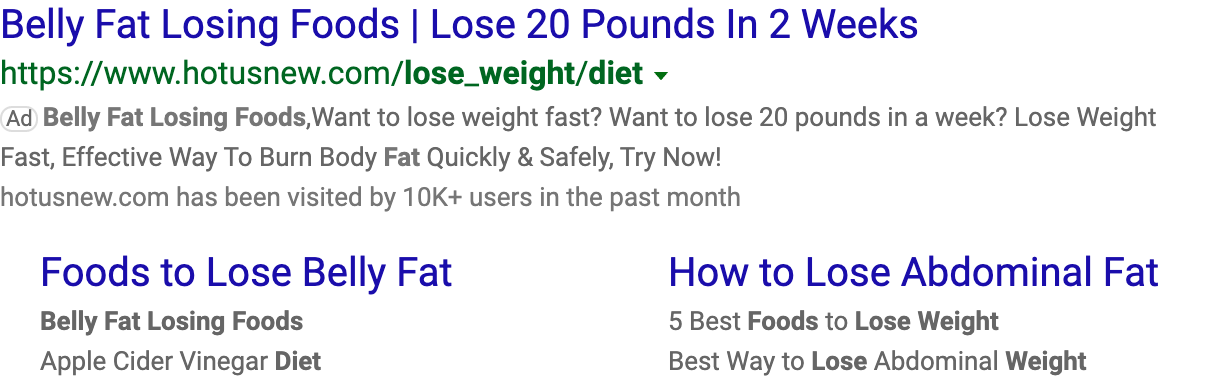 Belly Fat Losing Foods | Lose 20 Pounds In 2 Weeks
https://www.hotusnew.com/lose_weight/diet
Ad Belly Fat Losing Foods,Want to lose weight fast? Want to lose 20 pounds in a week? Lose Weight
Fast, Effective Way To Burn Body Fat Quickly & Safely, Try Now!
hotusnew.com has been visited by 10K+ users in the past month
Foods to Lose Belly Fat
Belly Fat Losing Foods
Apple Cider Vinegar Diet
How to Lose Abdominal Fat
5 Best Foods to Lose Weight
Best Way to Lose Abdominal Weight